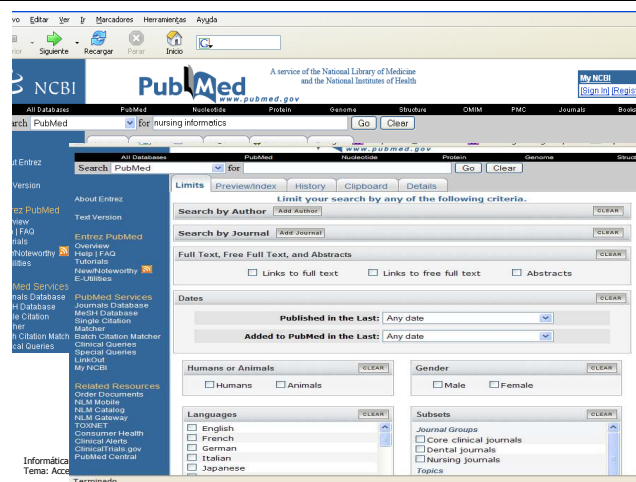 Editar Ver Ir Marcadores Herramientas Ayuda
Siguiente Recargar Parar Inicio
NCBI
PubMed
www.pubmed.gov
A service of the National Library of Medicine
and the National Institutes of Health
My NCBI
[Sign In] [Regis
All Databases PubMed Nucleotide Protein Genome Structure OMIM PMC Journals Books
arch PubMed for nursing informatics Go Clear
www.pubmed.gov
All Databases PubMed Nucleotide Protein Genome Struct
Search PubMed for Go Clear
Limits Preview/Index History Clipboard Details
ut Entrez
Version
rez PubMed
view
| FAQ
rials
/Noteworthy
ilities
Med Services
nals Database
H Database
le Citation
her
h Citation Match
cal Queries
About Entrez
Text Version
Entrez PubMed
Overview
Help | FAQ
Tutorials
New/Noteworthy
E-Utilities
PubMed Services
Journals Database
MeSH Database
Single Citation
Matcher
Batch Citation Matcher
Clinical Queries
Special Queries
LinkOut
My NCBI
Related Resources
Order Documents
NLM Mobile
NLM Catalog
NLM Gateway
TOXNET
Consumer Health
Clinical Alerts
ClinicalTrials.gov
PubMed Central
Limit your search by any of the following criteria.
Search by Author Add Author CLEAR
Search by Journal Add Journal CLEAR
Full Text, Free Full Text, and Abstracts CLEAR
Links to full text Links to free full text Abstracts
Dates CLEAR
Published in the Last: Any date
Added to PubMed in the Last: Any date
Humans or Animals CLEAR
Humans Animals
Gender CLEAR
Male Female
Languages CLEAR
English
French
German
Italian
Japanese
Subsets CLEAR
Journal Groups
Core clinical journals
Dental journals
Nursing journals
Topics
Informática
Tema: Acce
Terminado